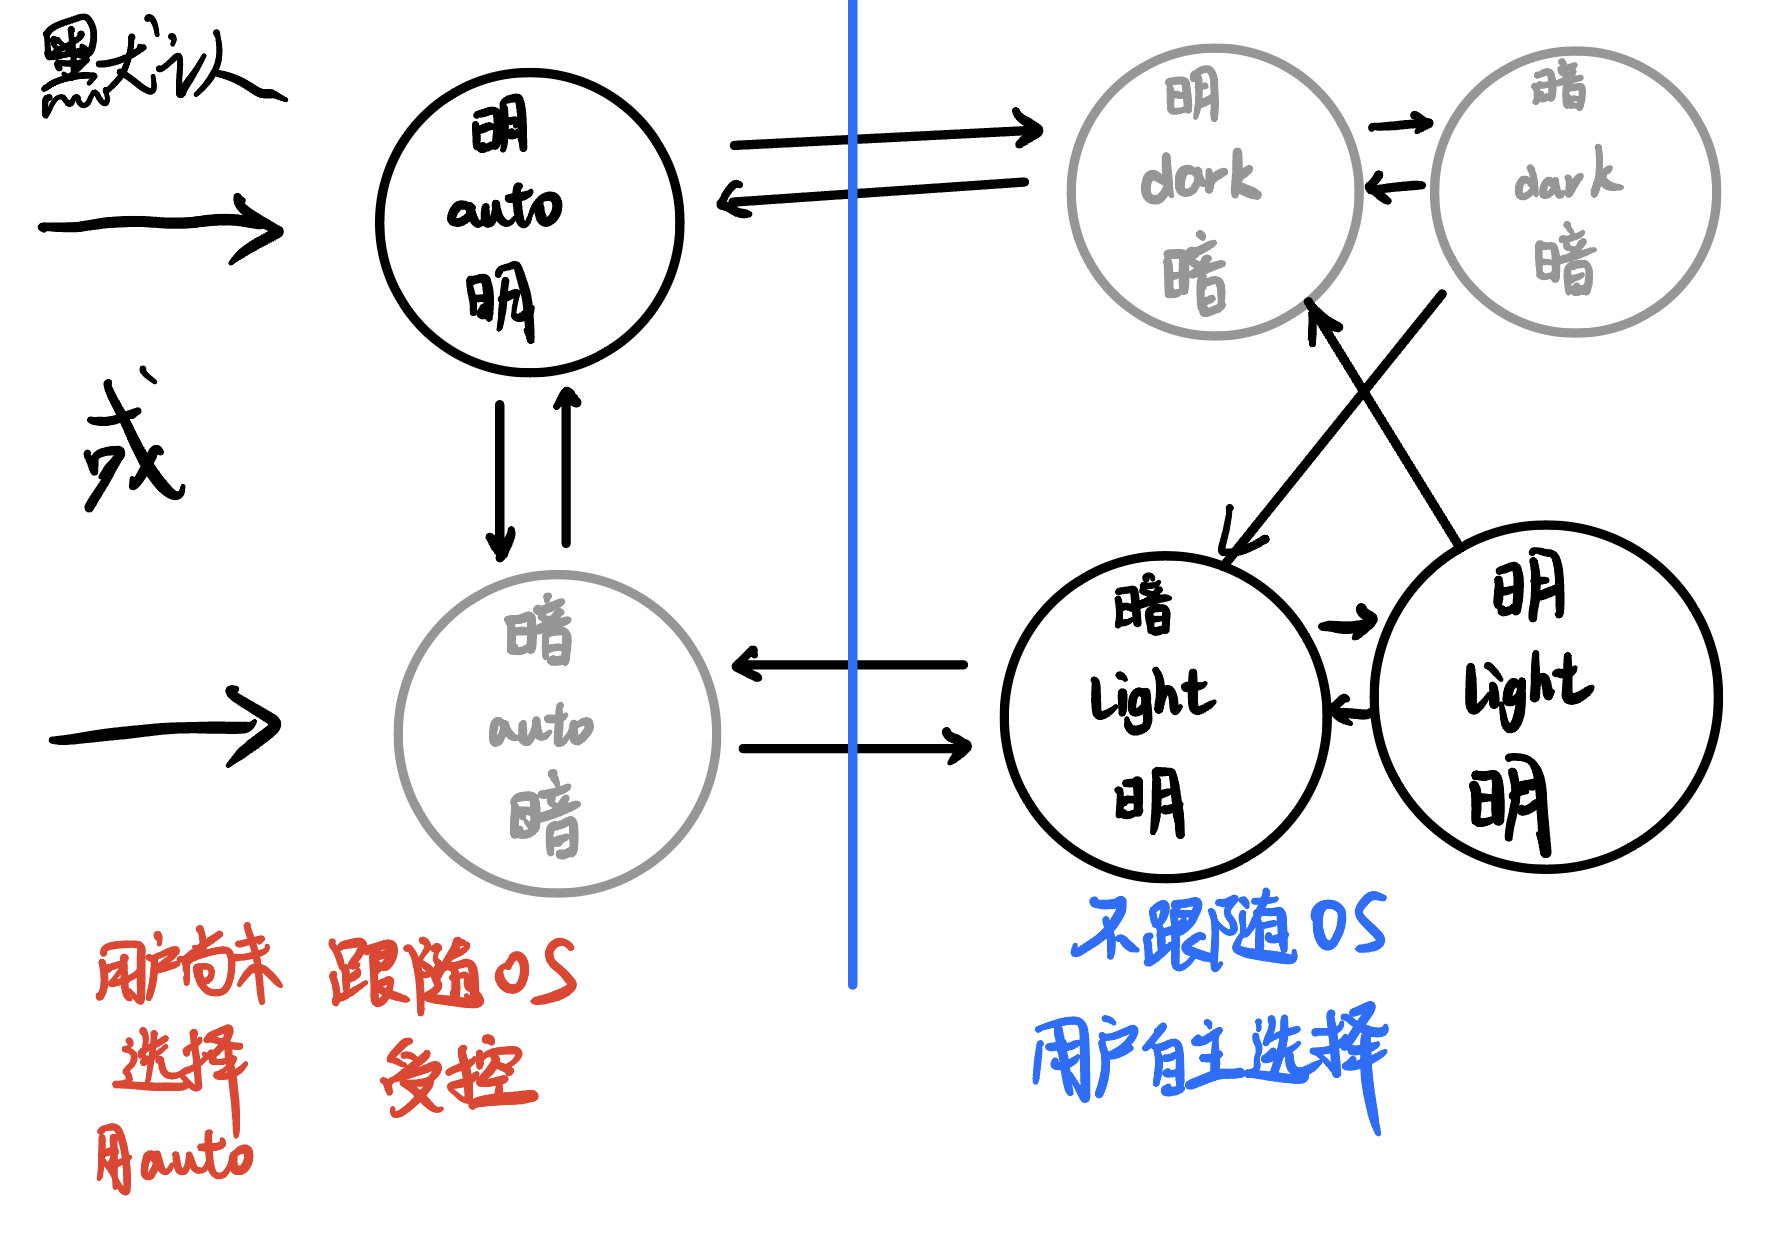 默认
明
auto
明
明
dark
暗
暗
dark
暗
或
暗
auto
暗
暗
light
明
明
light
明
用户尚未
选择
用auto
跟随OS
受控
不跟随OS
用户自主选择